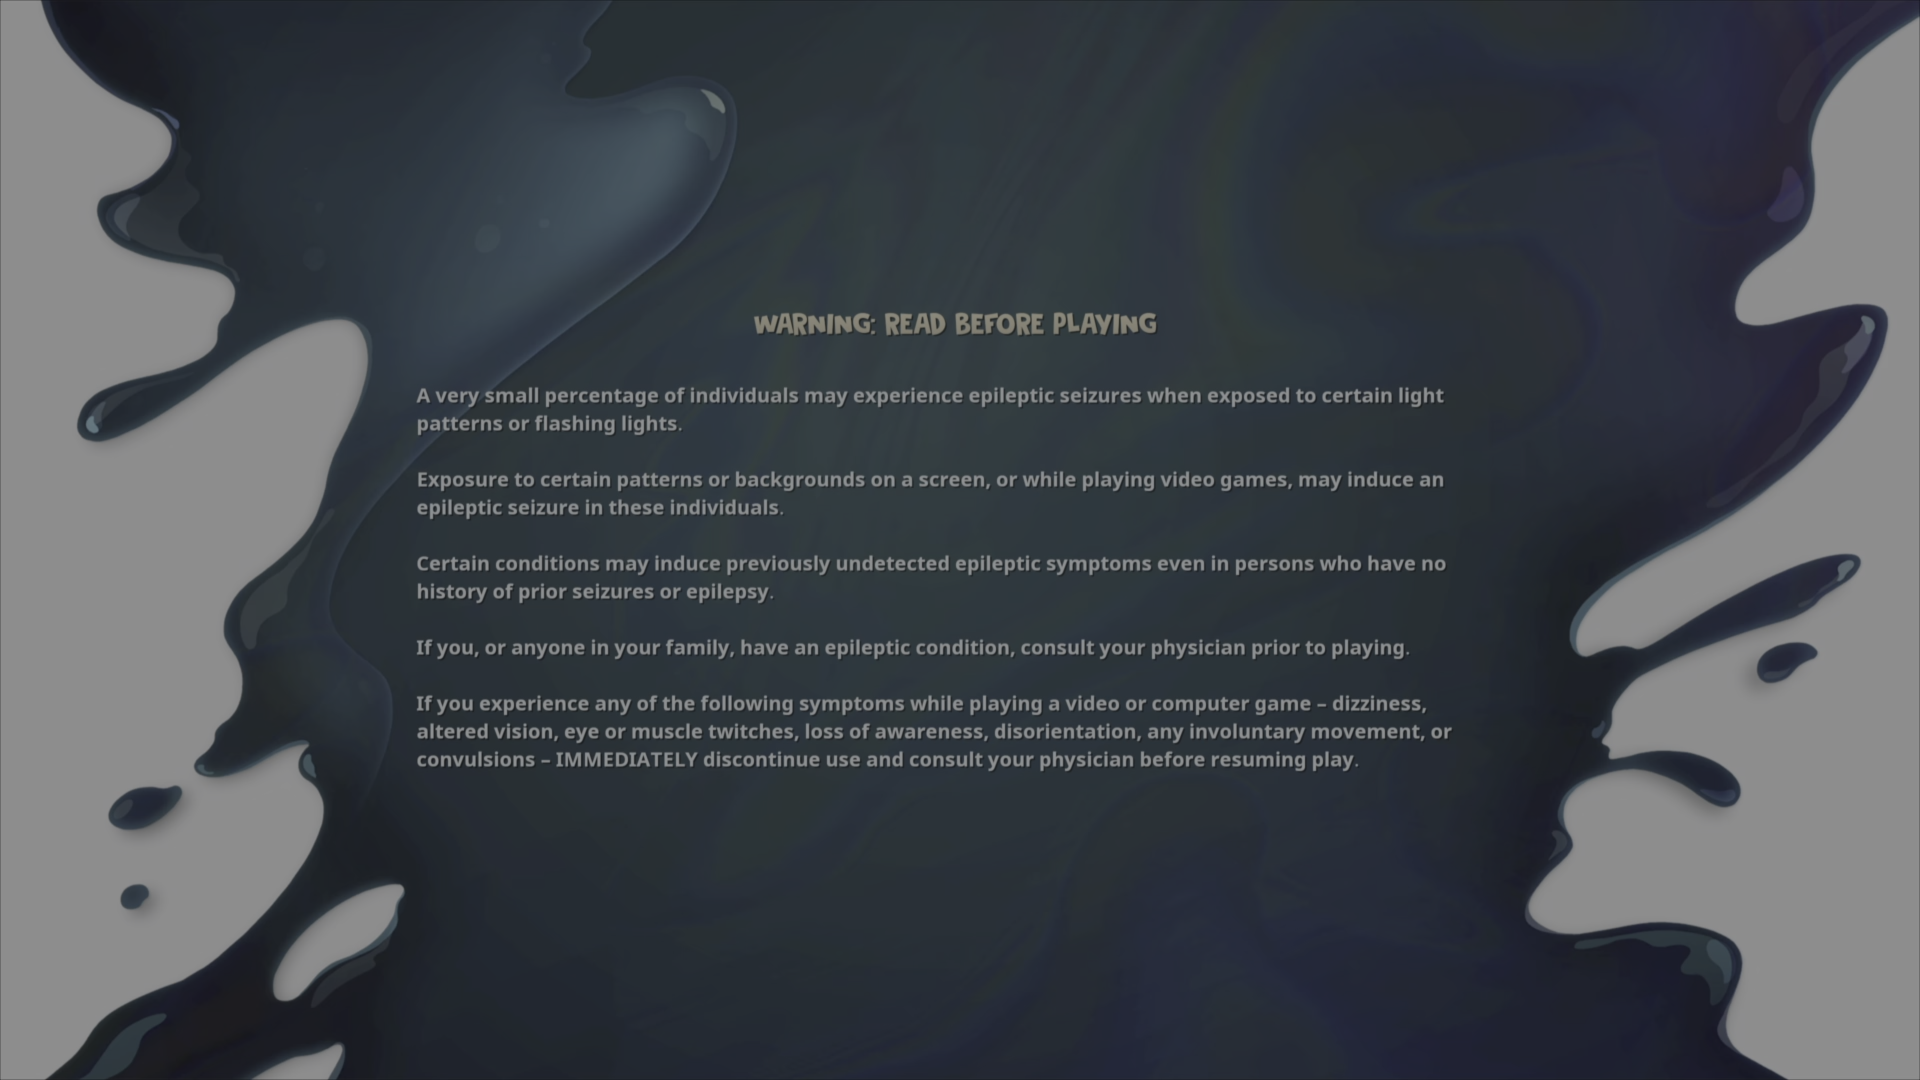 WARNING: READ BEFORE PLAYING
A very small percentage of individuals may experience epileptic seizures when exposed to certain light
patterns or flashing lights.
Exposure to certain patterns or backgrounds on a screen, or while playing video games, may induce an
epileptic seizure in these individuals.
Certain conditions may induce previously undetected epileptic symptoms even in persons who have no
history of prior seizures or epilepsy.
If you, or anyone in your family, have an epileptic condition, consult your physician prior to playing.
If you experience any of the following symptoms while playing a video or computer game – dizziness,
altered vision, eye or muscle twitches, loss of awareness, disorientation, any involuntary movement, or
convulsions – IMMEDIATELY discontinue use and consult your physician before resuming play.